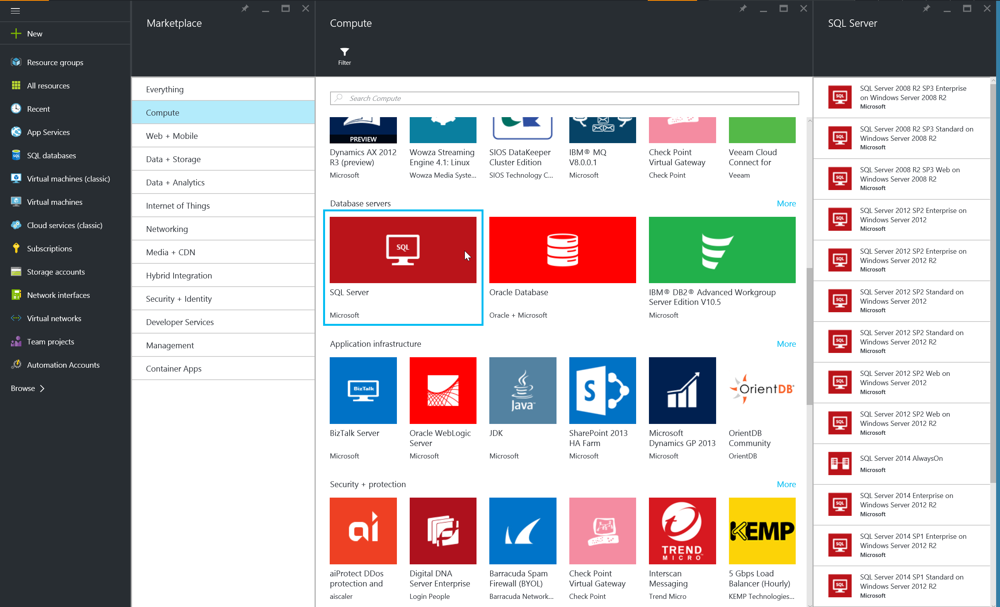 New
Resource groups
All resources
Recent
App Services
SQL
SQL databases
Virtual machines (classic)
Virtual machines
Cloud services (classic)
Subscriptions
Storage accounts
Network interfaces
Virtual networks
Team projects
Automation Accounts
Browse
Marketplace
Everything
Compute
Web + Mobile
Data + Storage
Data + Analytics
Internet of Things
Networking
Media + CDN
Hybrid Integration
Security + Identity
Developer Services
Management
Container Apps
Compute
Filter
Search Compute
PREVIEW
Dynamics AX 2012
R3 (preview)
Microsoft
Wowza Streaming
Engine 4.1: Linux
Wowza Media Syste...
SIOS DataKeeper
Cluster Edition
SIOS Technology C...
IBM® MQ
V8.0.0.1
Microsoft
Check Point
Virtual Gateway
Check Point
Veeam Cloud
Connect for
Veeam
Database servers
More
SQL
SQL Server
Microsoft
Oracle Database
Oracle + Microsoft
IBM® DB2® Advanced Workgroup
Server Edition V10.5
Microsoft
Application infrastructure
More
BizTalk
BizTalk Server
Microsoft
Oracle WebLogic
Server
Microsoft
Java™
JDK
Microsoft
S
SharePoint 2013
HA Farm
Microsoft
Microsoft
Dynamics GP 2013
Microsoft
OrientDB®
OrientDB
Community
OrientDB
Security + protection
More
ai
aiProtect DDos
protection and
aiscaler
Digital DNA
Server Enterprise
Login People
Barracuda Spam
Firewall (BYOL)
Barracuda Network...
Check Point
Virtual Gateway
Check Point
TREND
MICRO™
Interscan
Messaging
Trend Micro
KEMP
5 Gbps Load
Balancer (Hourly)
KEMP Technologies...
SQL Server
SQL
SQL Server 2008 R2 SP3 Enterprise
on Windows Server 2008 R2
Microsoft
SQL
SQL Server 2008 R2 SP3 Standard on
Windows Server 2008 R2
Microsoft
SQL
SQL Server 2008 R2 SP3 Web on
Windows Server 2008 R2
Microsoft
SQL
SQL Server 2012 SP2 Enterprise on
Windows Server 2012
Microsoft
SQL
SQL Server 2012 SP2 Enterprise on
Windows Server 2012 R2
Microsoft
SQL
SQL Server 2012 SP2 Standard on
Windows Server 2012
Microsoft
SQL
SQL Server 2012 SP2 Standard on
Windows Server 2012 R2
Microsoft
SQL
SQL Server 2012 SP2 Web on
Windows Server 2012
Microsoft
SQL
SQL Server 2012 SP2 Web on
Windows Server 2012 R2
Microsoft
SQL Server 2014 AlwaysOn
Microsoft
SQL
SQL Server 2014 Enterprise on
Windows Server 2012 R2
Microsoft
SQL
SQL Server 2014 SP1 Enterprise on
Windows Server 2012 R2
Microsoft
SQL
SQL Server 2014 SP1 Standard on
Windows Server 2012 R2
Microsoft